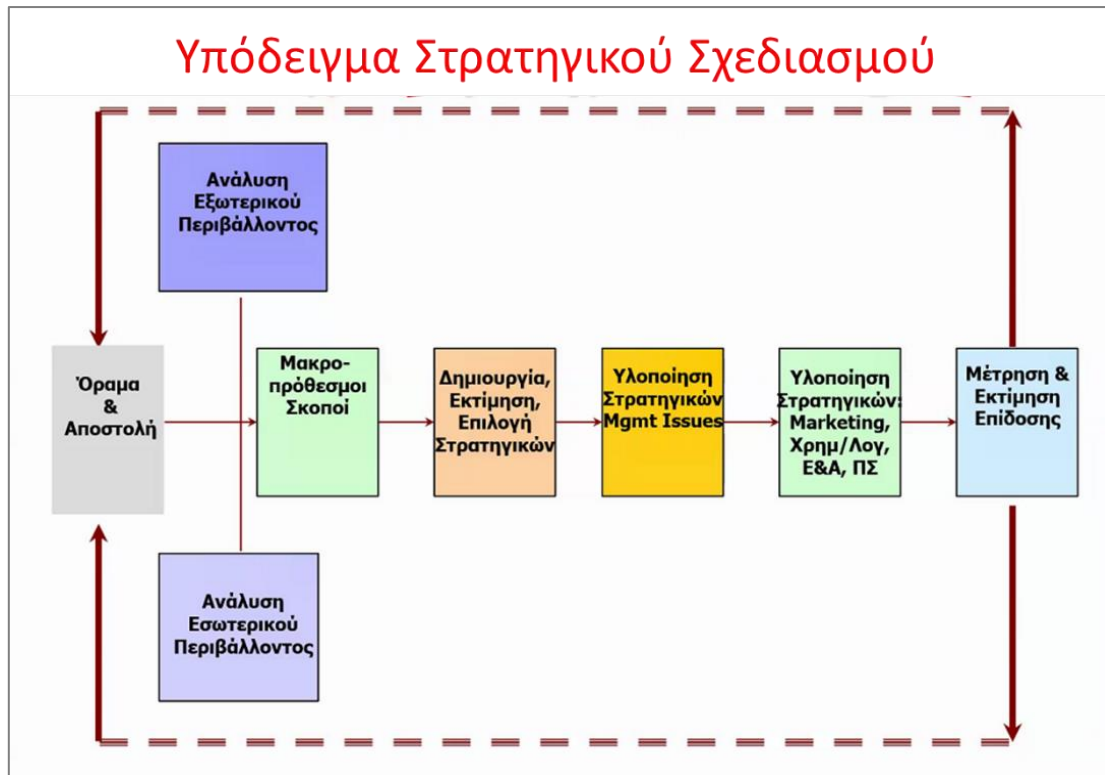 Υπόδειγμα Στρατηγικού Σχεδιασμού
Ανάλυση
Εξωτερικού
Περιβάλλοντος
Όραμα
&
Αποστολή
Μακρο-
πρόθεσμοι
Σκοποί
Δημιουργία,
Εκτίμηση,
Επιλογή
Στρατηγικών
Υλοποίηση
Στρατηγικών
Mgmt Issues
Υλοποίηση
Στρατηγικών:
Marketing,
Χρημ/Λογ,
Ε&Α, ΠΣ
Μέτρηση &
Εκτίμηση
Επίδοσης
Ανάλυση
Εσωτερικού
Περιβάλλοντος